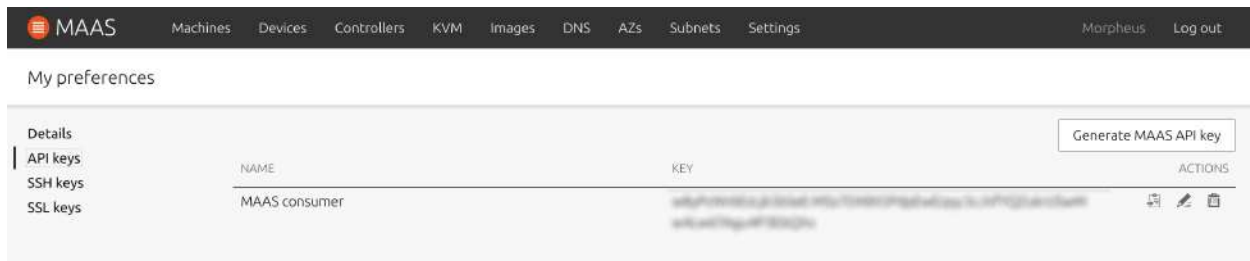 MAAS Machines Devices Controllers KVM Images DNS AZs Subnets Settings Morpheus Log out
My preferences
Details
Generate MAAS API key
API keys
NAME KEY ACTIONS
SSH keys
MAAS consumer
SSL keys